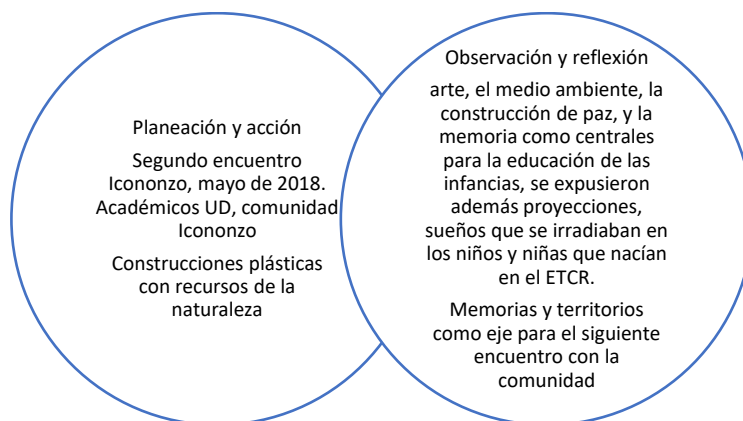 Planeación y acción
Segundo encuentro
Icononzo, mayo de 2018.
Académicos UD, comunidad
Icononzo
Construcciones plásticas
con recursos de la
naturaleza
Observación y reflexión
arte, el medio ambiente, la
construcción de paz, y la
memoria como centrales
para la educación de las
infancias, se expusieron
además proyecciones,
sueños que se irradiaban en
los niños y niñas que nacían
en el ETCR.
Memorias y territorios
como eje para el siguiente
encuentro con la
comunidad